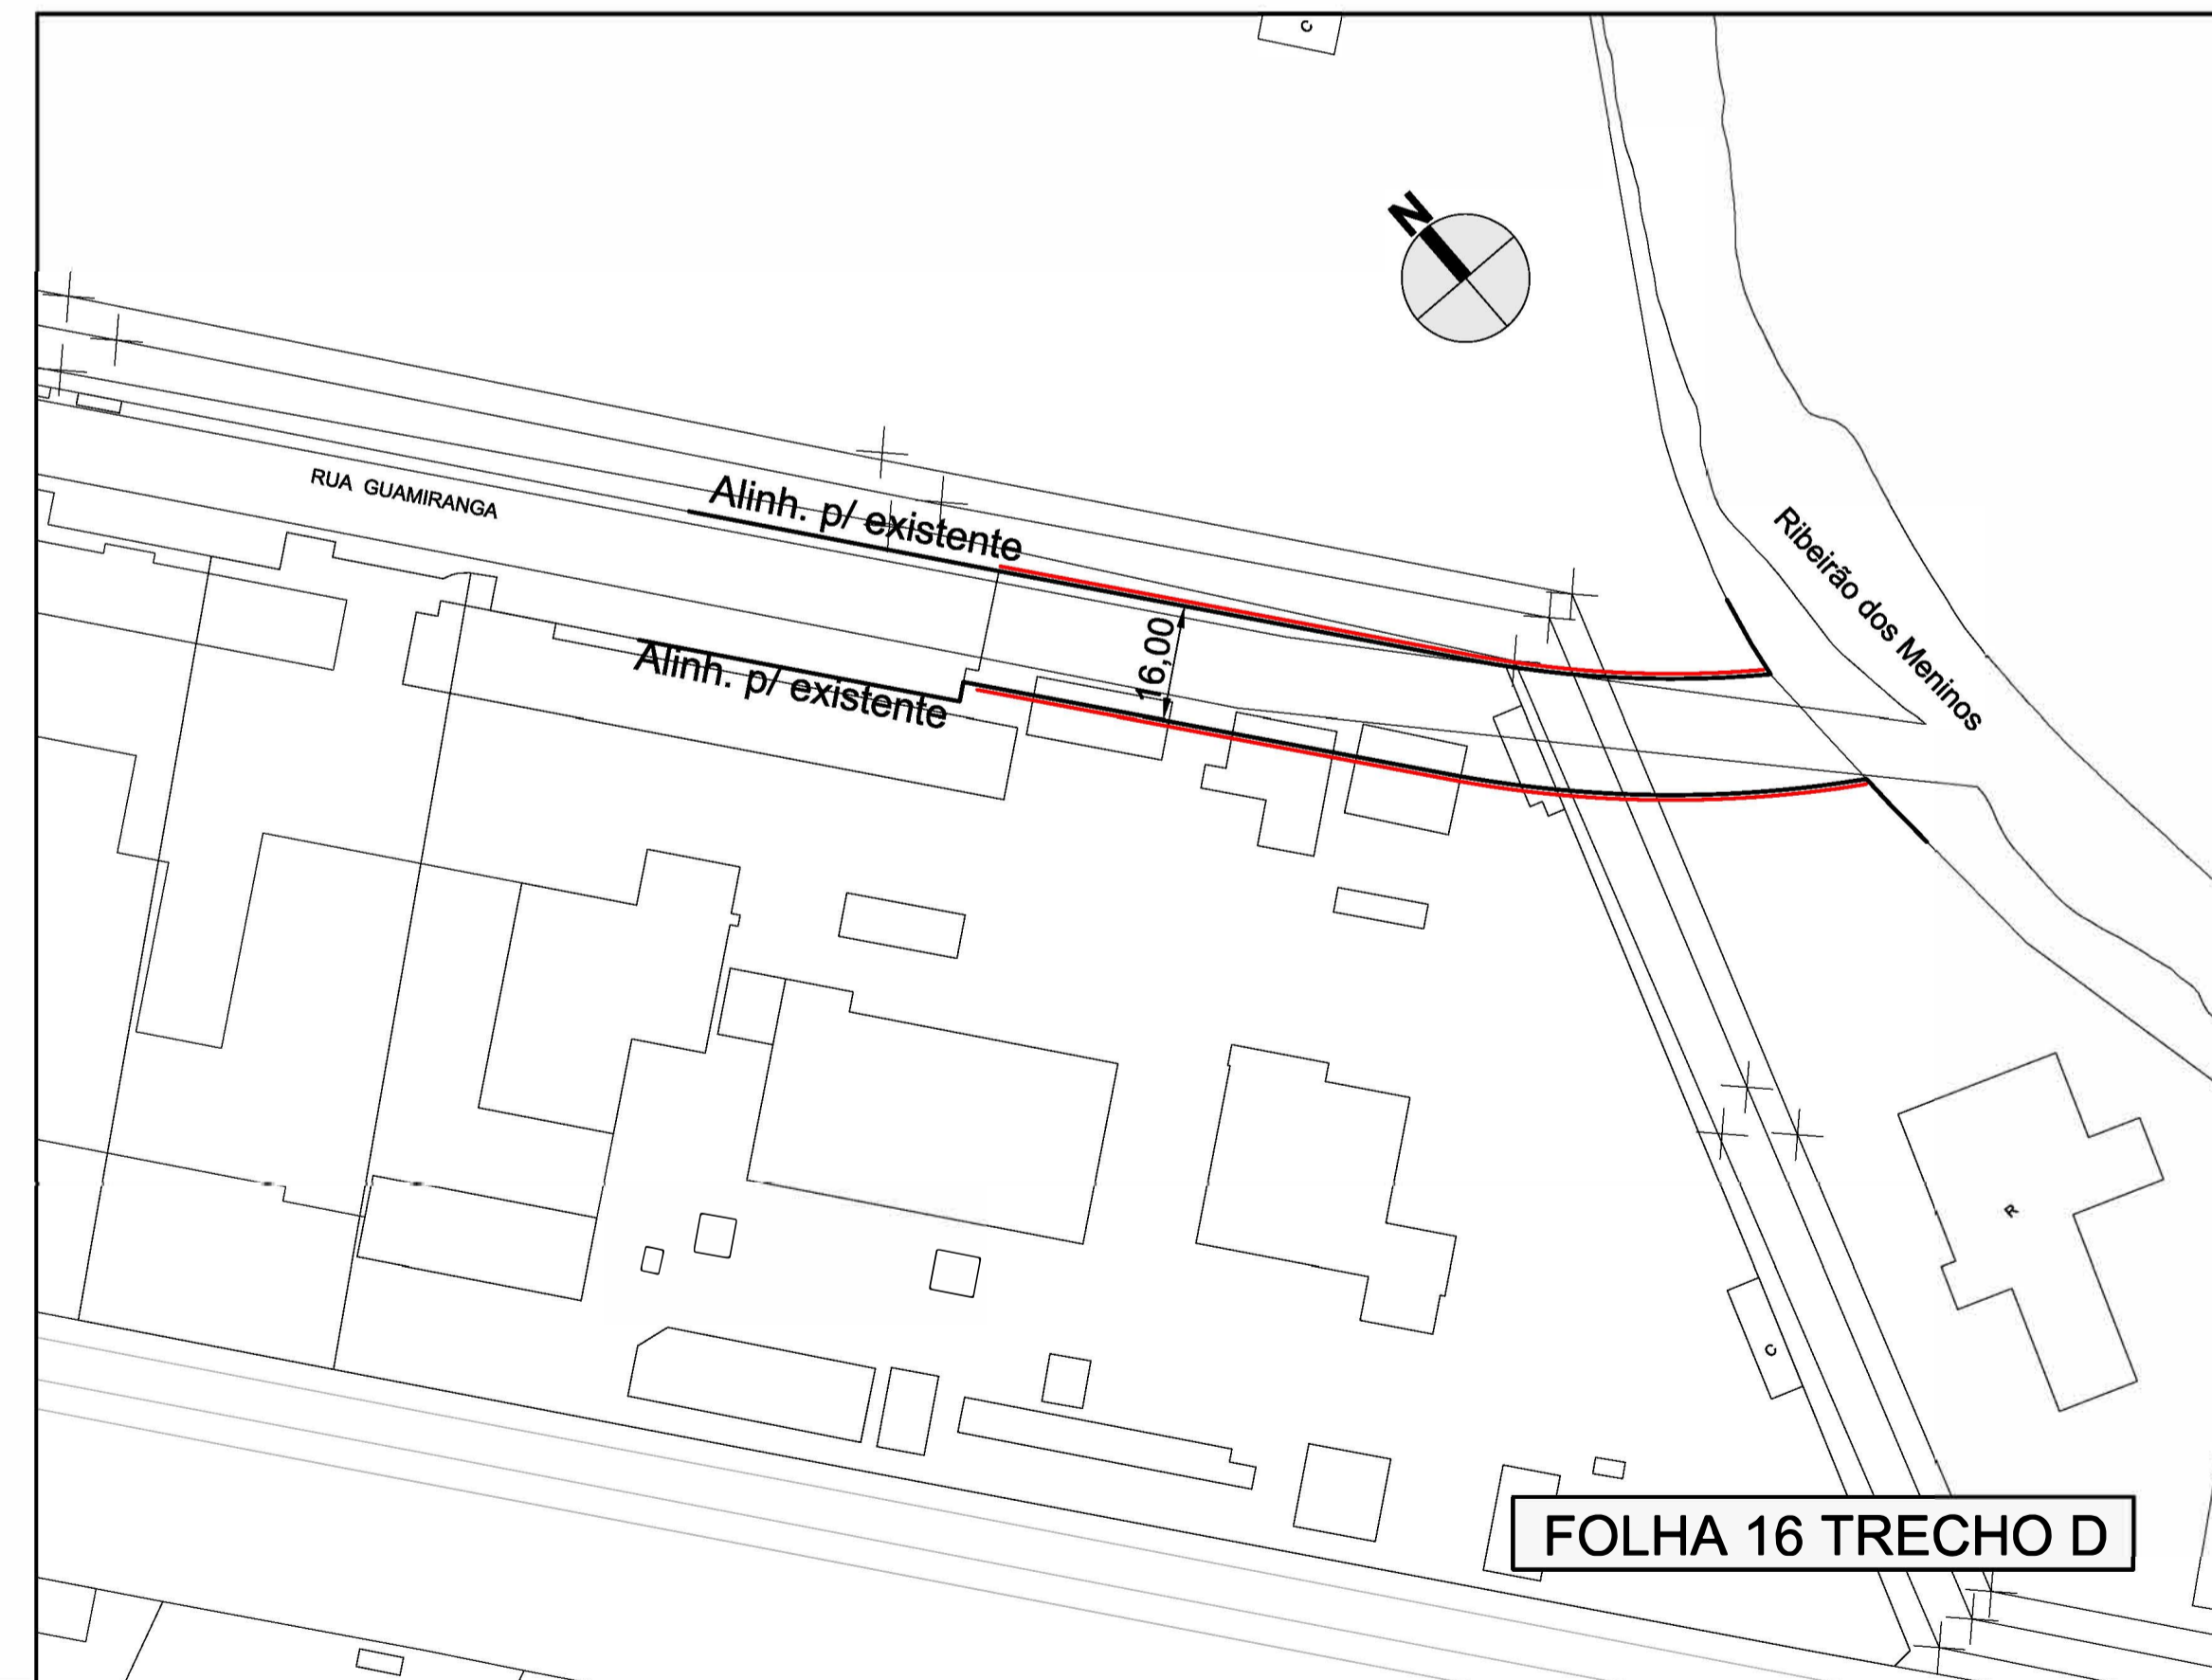 C
N
RUA GUAMIRANGA
Alinh. p/ existente
Ribeirão dos Meninos
16,00
Alinh. p/ existente
R
C
FOLHA 16 TRECHO D